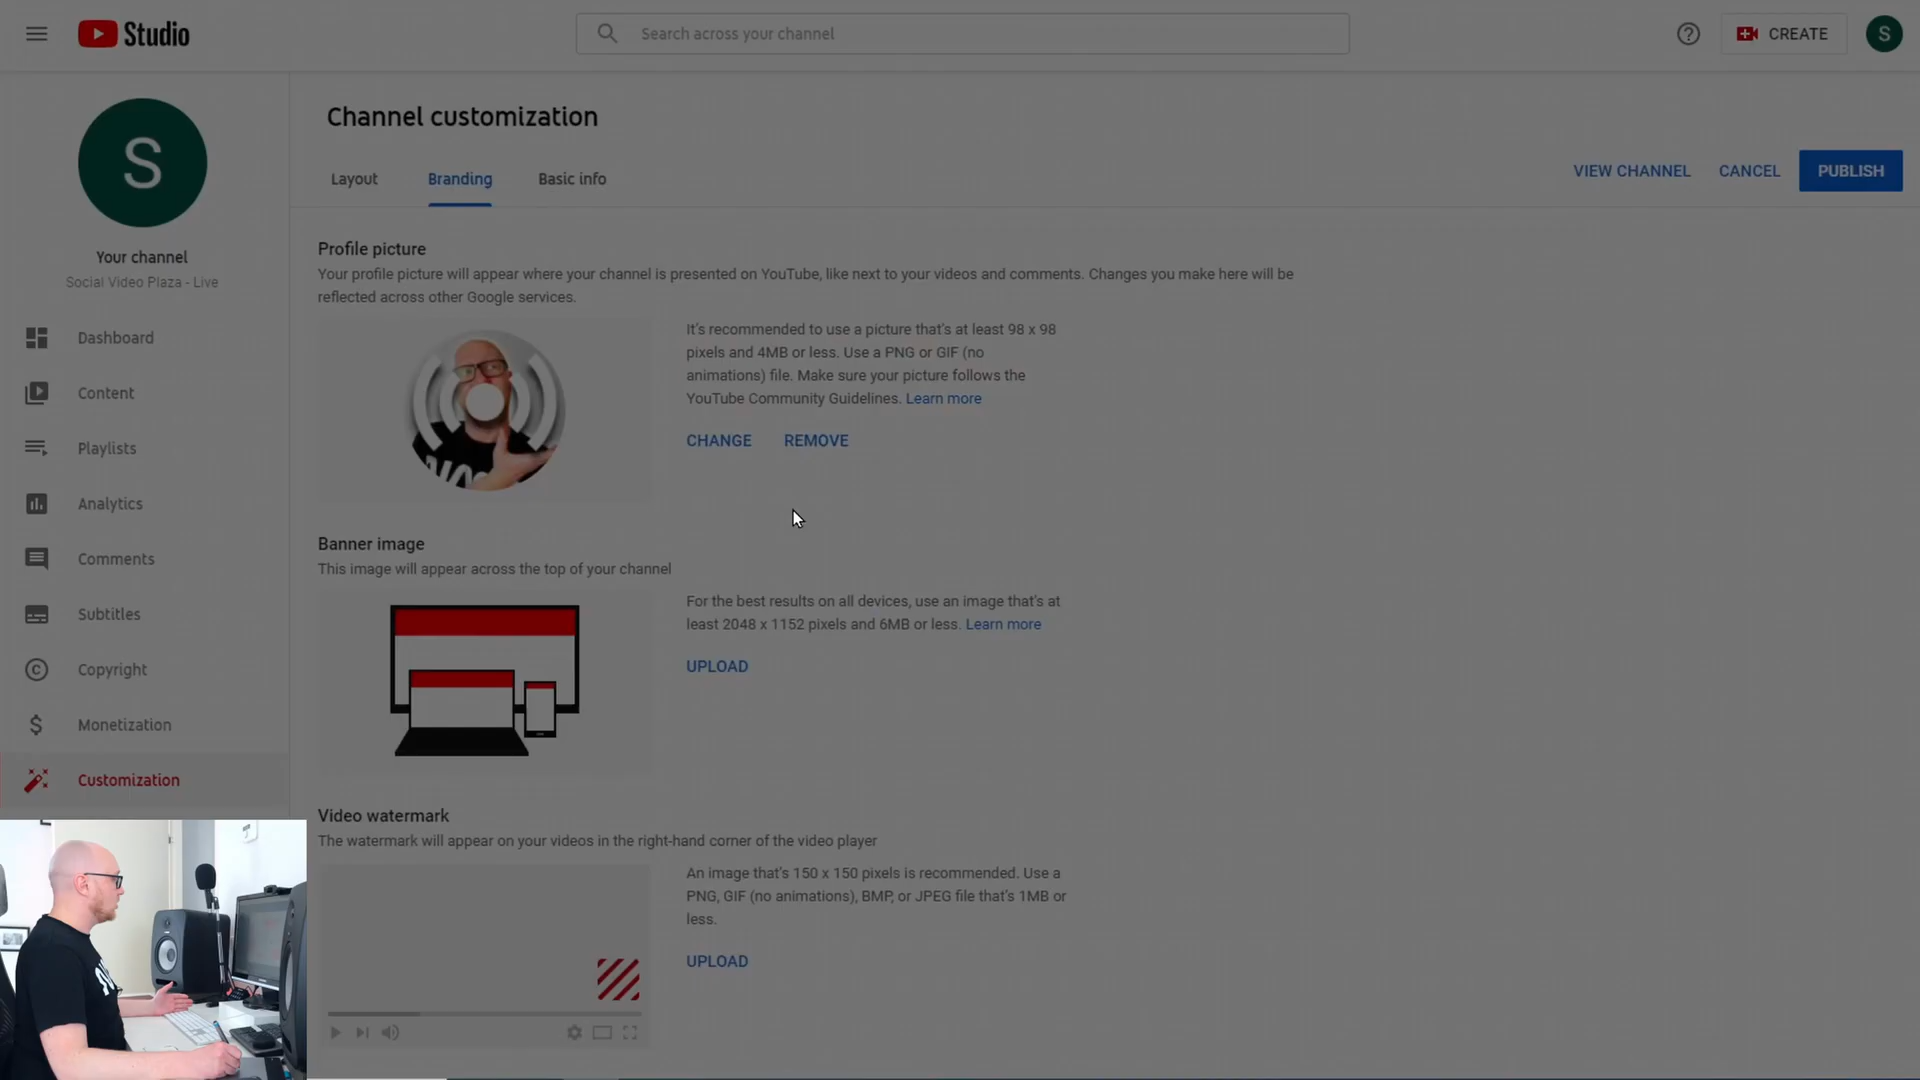 Studio
Search across your channel
CREATE
S
S
Your channel
Social Video Plaza - Live
Dashboard
Content
Playlists
Analytics
Comments
Subtitles
Copyright
Monetization
Customization
Channel customization
Layout
Branding
Basic info
VIEW CHANNEL
CANCEL
PUBLISH
Profile picture
Your profile picture will appear where your channel is presented on YouTube, like next to your videos and comments. Changes you make here will be
reflected across other Google services.
It's recommended to use a picture that's at least 98 x 98
pixels and 4MB or less. Use a PNG or GIF (no
animations) file. Make sure your picture follows the
YouTube Community Guidelines. Learn more
CHANGE
REMOVE
Banner image
This image will appear across the top of your channel
For the best results on all devices, use an image that's at
least 2048 x 1152 pixels and 6MB or less. Learn more
UPLOAD
Video watermark
The watermark will appear on your videos in the right-hand corner of the video player
An image that's 150 x 150 pixels is recommended. Use a
PNG, GIF (no animations), BMP, or JPEG file that's 1MB or
less.
UPLOAD